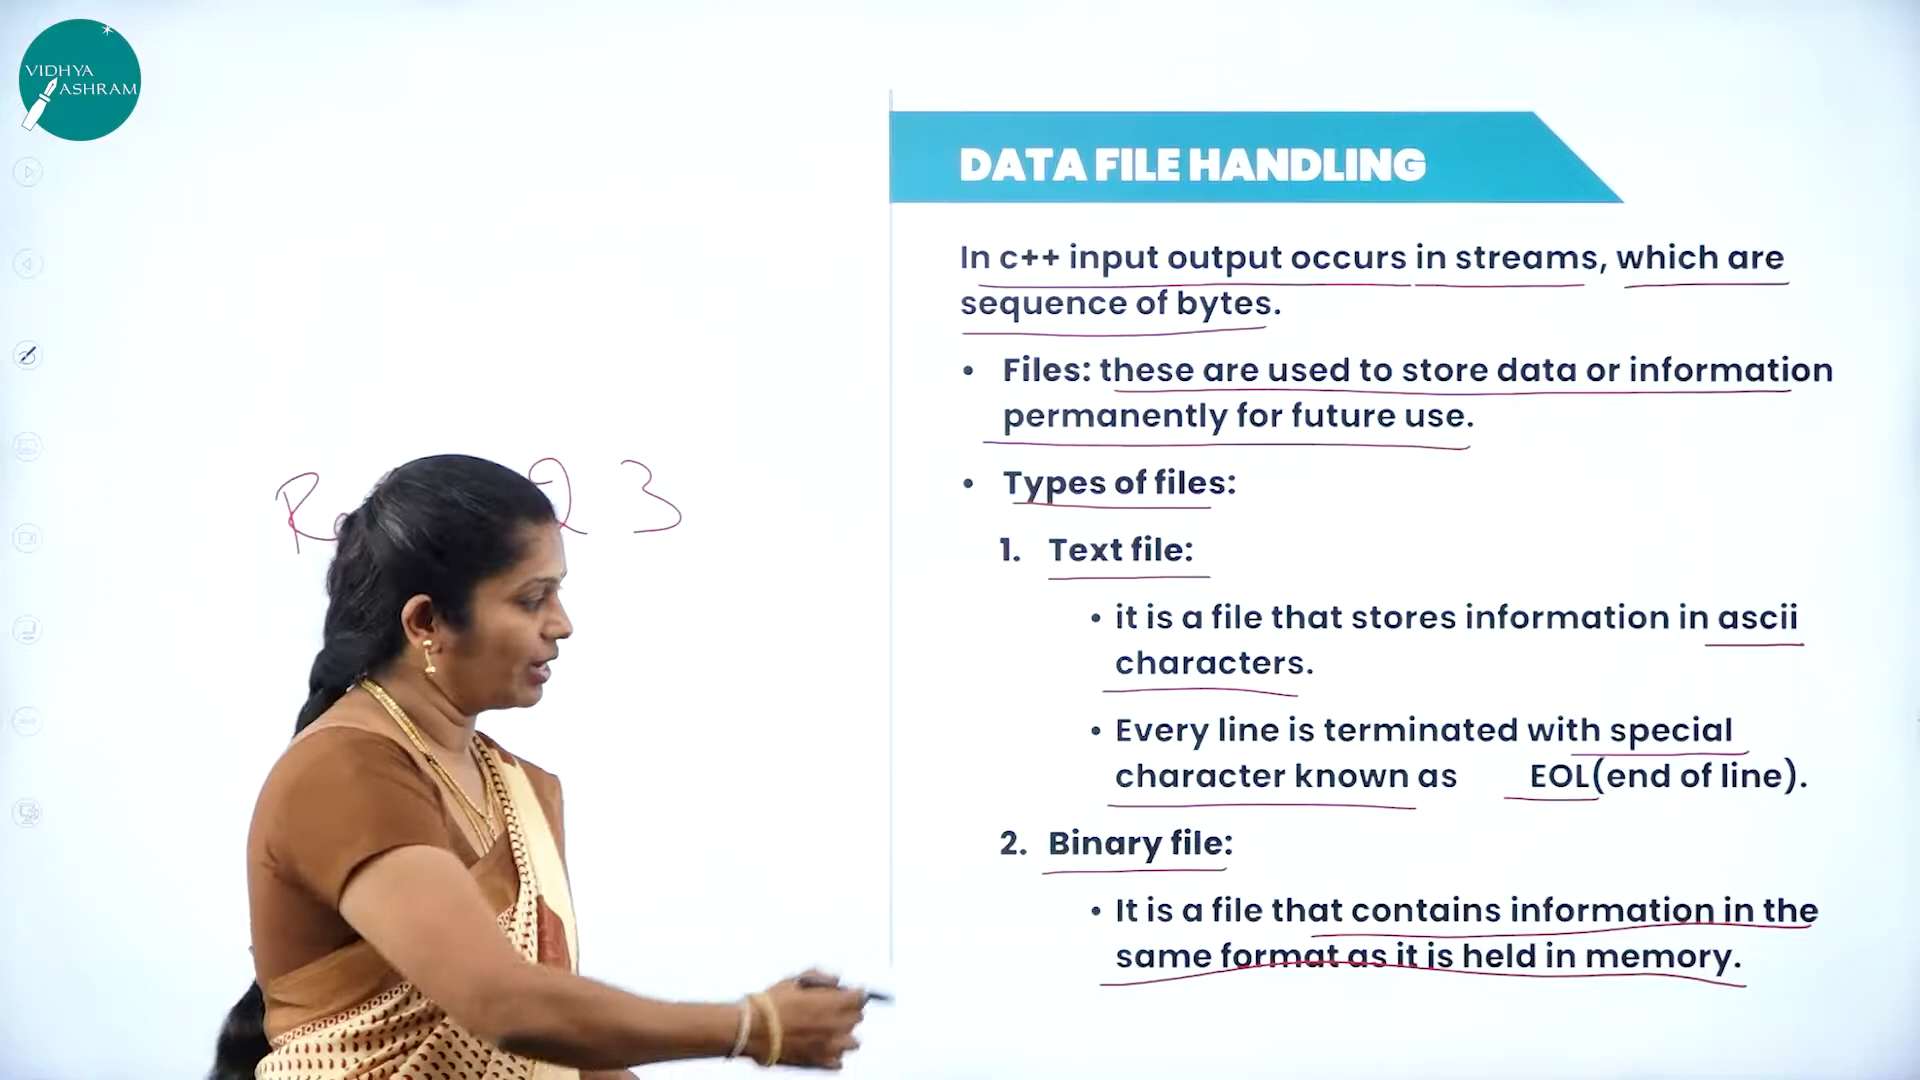 VIDHYA
ASHRAM
DATA FILE HANDLING
In c++ input output occurs in streams, which are
sequence of bytes.
• Files: these are used to store data or information
permanently for future use.
• Types of files:
1. Text file:
• it is a file that stores information in ascii
characters.
• Every line is terminated with special
character known as EOL(end of line).
2. Binary file:
• It is a file that contains information in the
same format as it is held in memory.
3